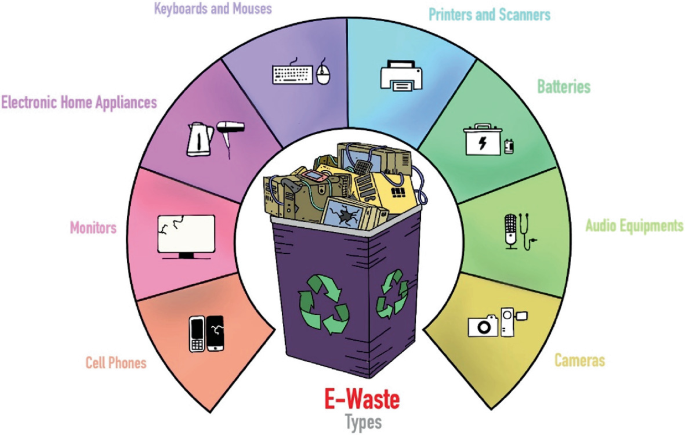 Keyboards and Mouses
Printers and Scanners
Electronic Home Appliances
Batteries
Monitors
Audio Equipments
Cell Phones
Cameras
E-Waste
Types